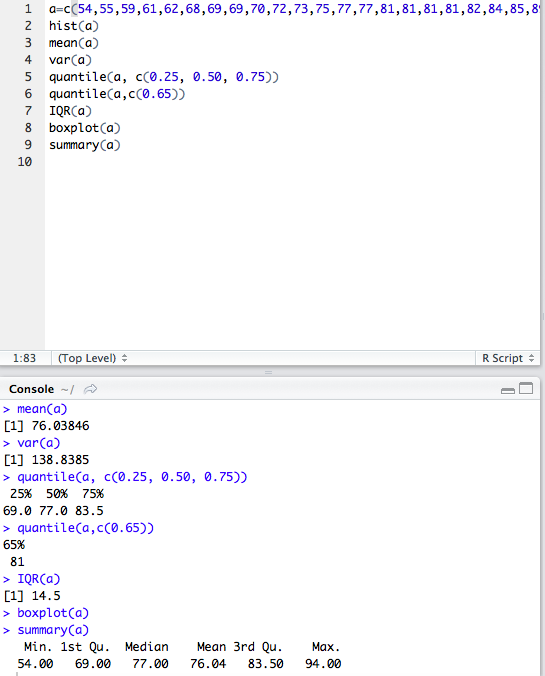 1 a=c(54,55,59,61,62,68,69,69,70,72,73,75,77,77,81,81,81,81,82,84,85,8
2 hist(a)
3 mean(a)
4 var(a)
5 quantile(a, c(0.25, 0.50, 0.75))
6 quantile(a,c(0.65))
7 IQR(a)
8 boxplot(a)
9 summary(a)
10
1:83 (Top Level) R Script
Console ~/
> mean(a)
[1] 76.03846
> var(a)
[1] 138.8385
> quantile(a, c(0.25, 0.50, 0.75))
25% 50% 75%
69.0 77.0 83.5
> quantile(a,c(0.65))
65%
81
> IQR(a)
[1] 14.5
> boxplot(a)
> summary(a)
Min. 1st Qu. Median Mean 3rd Qu. Max.
54.00 69.00 77.00 76.04 83.50 94.00